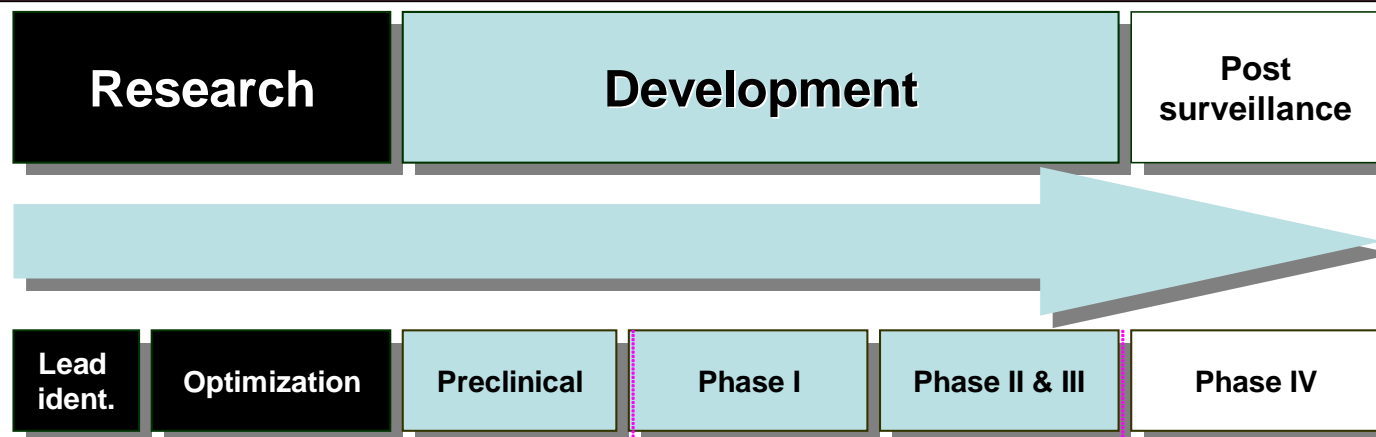 Research
Development
Post
surveillance
Lead
ident.
Optimization
Preclinical
Phase I
Phase II & III
Phase IV